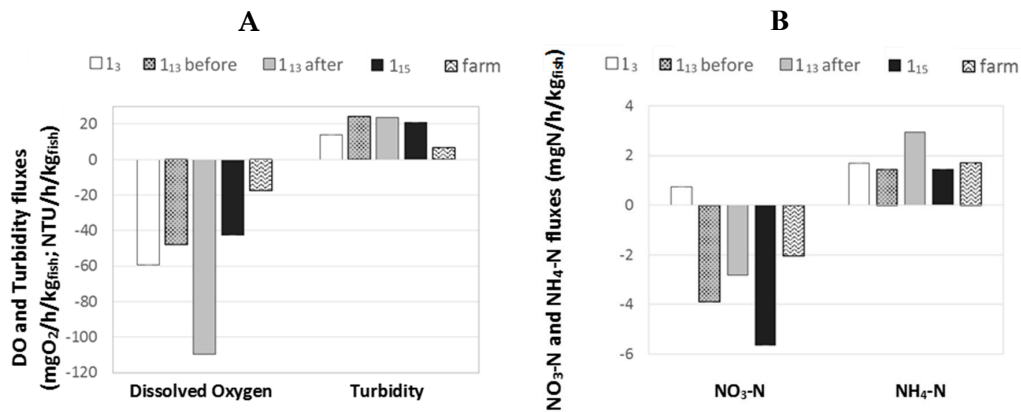 A
1₃ 1₁₃ before 1₁₃ after 1₁₅ farm
DO and Turbidity fluxes
(mgO₂/h/kgfish; NTU/h/kgfish)
20
0
-20
-40
-60
-80
-100
-120
Dissolved Oxygen Turbidity
B
1₃ 1₁₃ before 1₁₃ after 1₁₅ farm
NO₃-N and NH₄-N fluxes (mgN/h/kgfish)
4
2
0
-2
-4
-6
NO₃-N NH₄-N